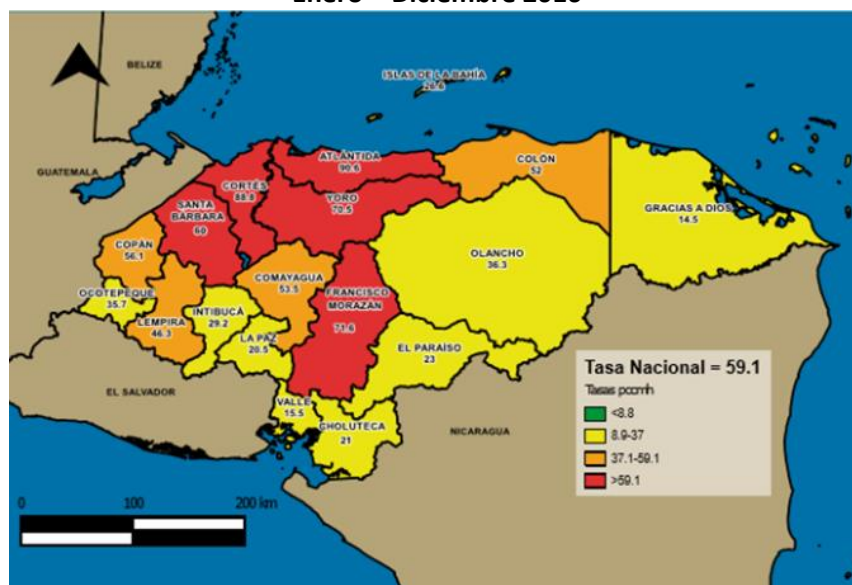 Enero – Diciembre 2016
BELIZE
ISLAS DE LA BAHÍA
26.6
GUATEMALA
ATLÁNTIDA
90.6
COLÓN
52
CORTÉS
88.8
YORO
70.5
SANTA
BÁRBARA
60
GRACIAS A DIOS
14.5
COPÁN
56.1
OLANCHO
36.3
COMAYAGUA
53.5
OCOTEPEQUE
35.7
FRANCISCO
MORAZÁN
71.6
INTIBUCÁ
29.2
LEMPIRA
46.3
LA PAZ
20.5
EL PARAÍSO
23
EL SALVADOR
VALLE
15.5
CHOLUTECA
21
NICARAGUA
Tasa Nacional = 59.1
Tasas pccmh
<8.8
8.9-37
37.1-59.1
>59.1
0 100 200 km